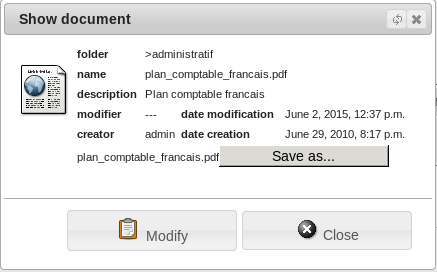 Show document
folder >administratif
name plan_comptable_francais.pdf
description Plan comptable francais
modifier --- date modification June 2, 2015, 12:37 p.m.
creator admin date creation June 29, 2010, 8:17 p.m.
plan_comptable_francais.pdf Save as...
Modify Close